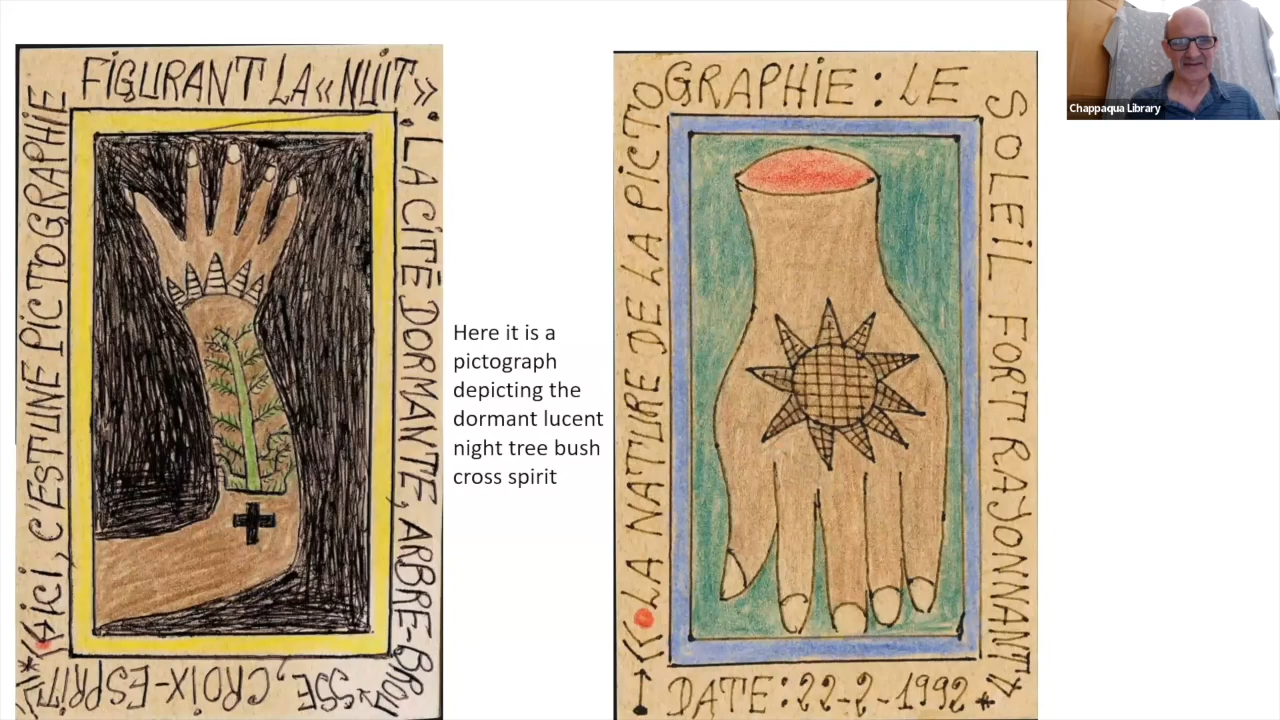 «ici, C'EST UNE PICTOGRAPHIE
FIGURANT LA «NUIT»
: LA CITÉ DORMANTE, ARBRE-BROU
SSE, CROIX-ESPRIT
Here it is a
pictograph
depicting the
dormant lucent
night tree bush
cross spirit
«LA NATURE DE LA PICTO
GRAPHIE : LE
SOLEIL FORT RAYONNANT»
DATE: 22-2-1992*
Chappaqua Library